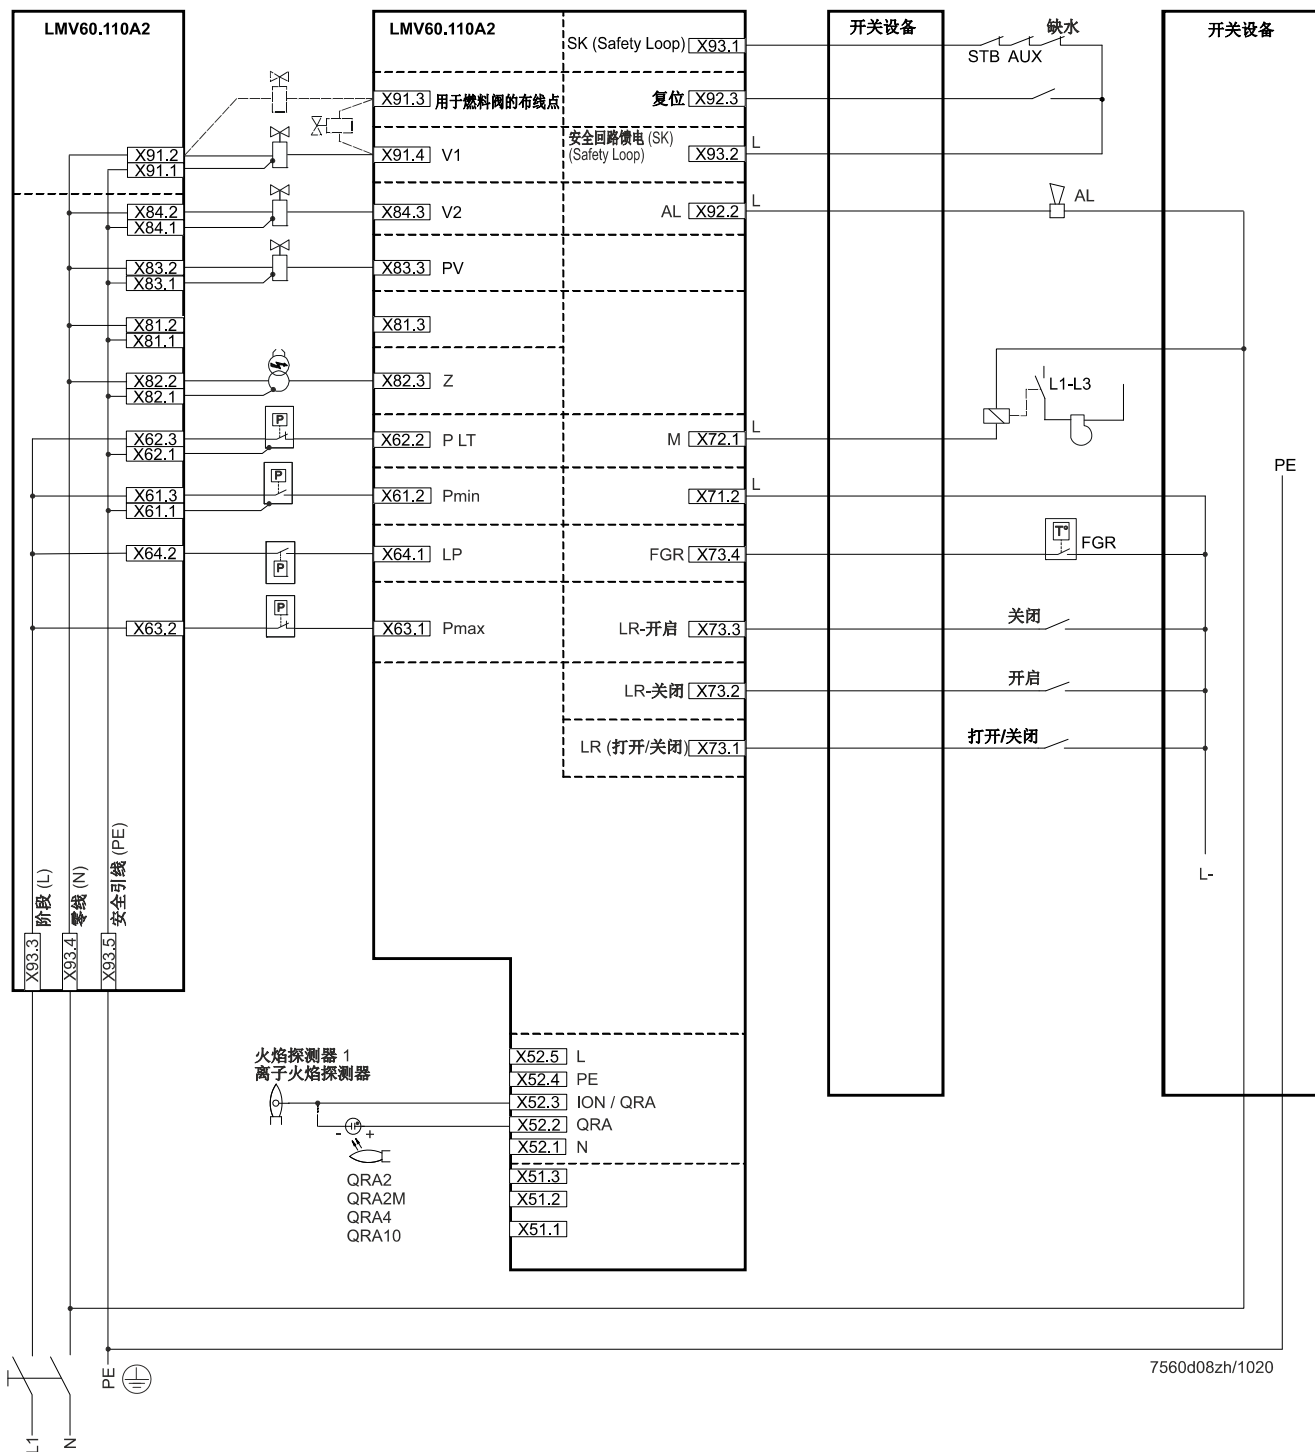 LMV60.110A2
LMV60.110A2
开关设备
开关设备
SK (Safety Loop) X93.1
缺水
STB AUX
X91.3 用于燃料阀的布线点
复位 X92.3
安全回路馈电 (SK)
(Safety Loop) X93.2 L
X91.2
X91.1
X91.4 V1
X84.2
X84.1
X84.3 V2
AL X92.2 L
AL
X83.2
X83.1
X83.3 PV
X81.2
X81.1
X81.3
X82.2
X82.1
X82.3 Z
L1-L3
X62.3
X62.1
P
X62.2 P LT
M X72.1 L
PE
X61.3
X61.1
P
X61.2 Pmin
X71.2 L
X64.2
P
X64.1 LP
FGR X73.4
T° FGR
X63.2
P
X63.1 Pmax
LR-开启 X73.3
关闭
LR-关闭 X73.2
开启
LR (打开/关闭) X73.1
打开/关闭
L-
阶段 (L)
零线 (N)
安全引线 (PE)
X93.3
X93.4
X93.5
火焰探测器 1
离子火焰探测器
X52.5 L
X52.4 PE
X52.3 ION / QRA
X52.2 QRA
X52.1 N
- +
QRA2
QRA2M
QRA4
QRA10
X51.3
X51.2
X51.1
7560d08zh/1020
PE
L1
N